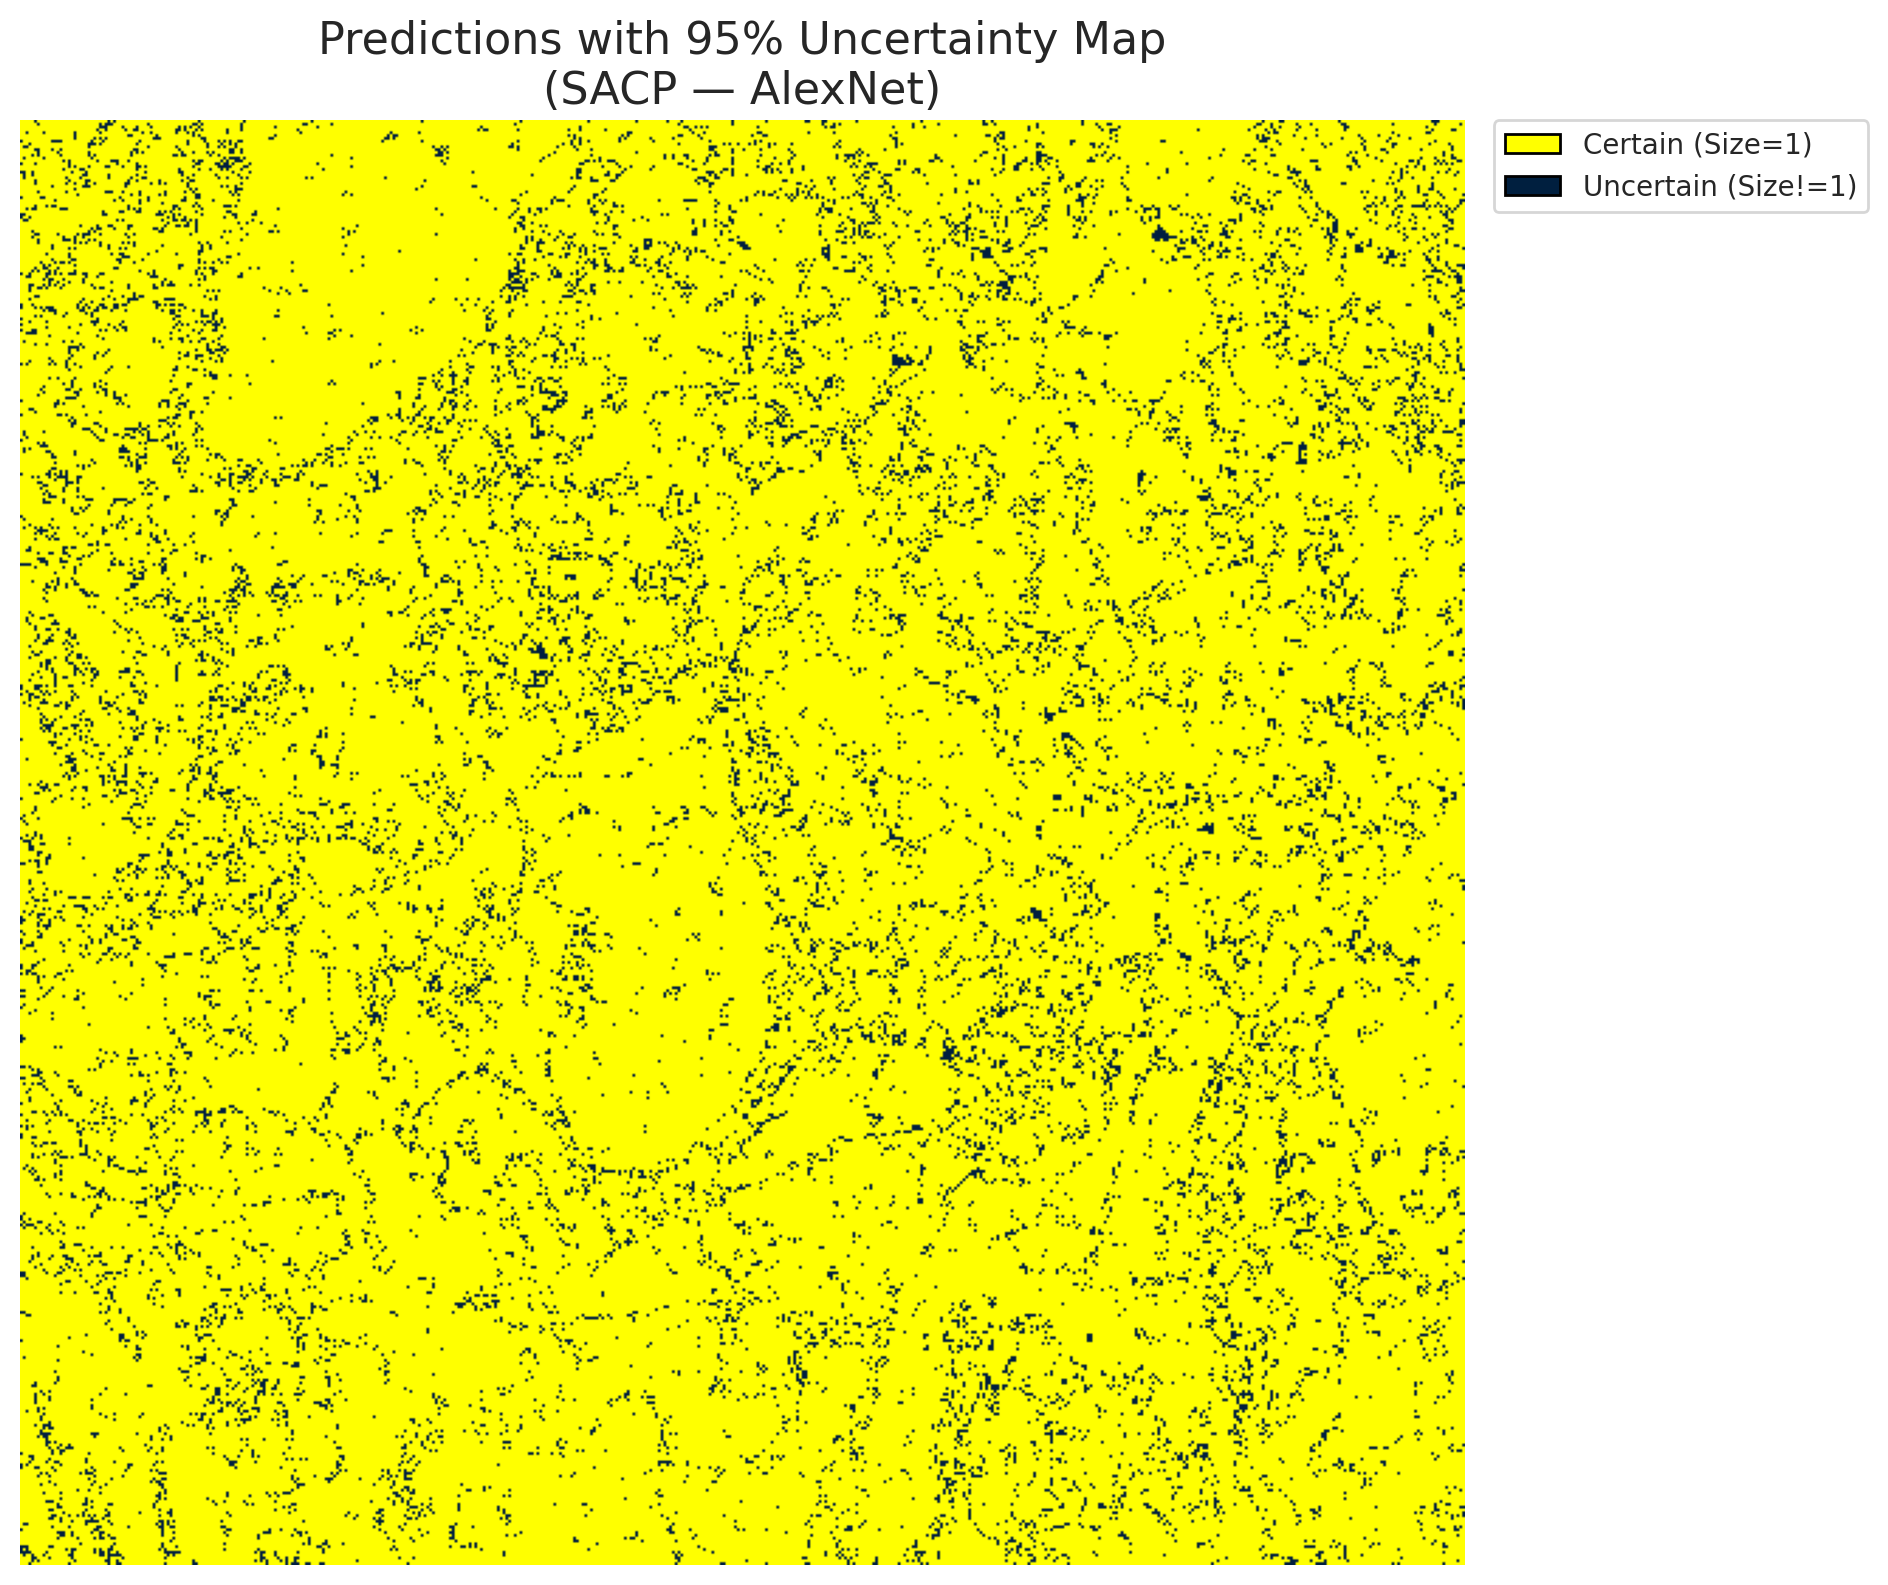 Predictions with 95% Uncertainty Map
(SACP — AlexNet)
Certain (Size=1)
Uncertain (Size!=1)